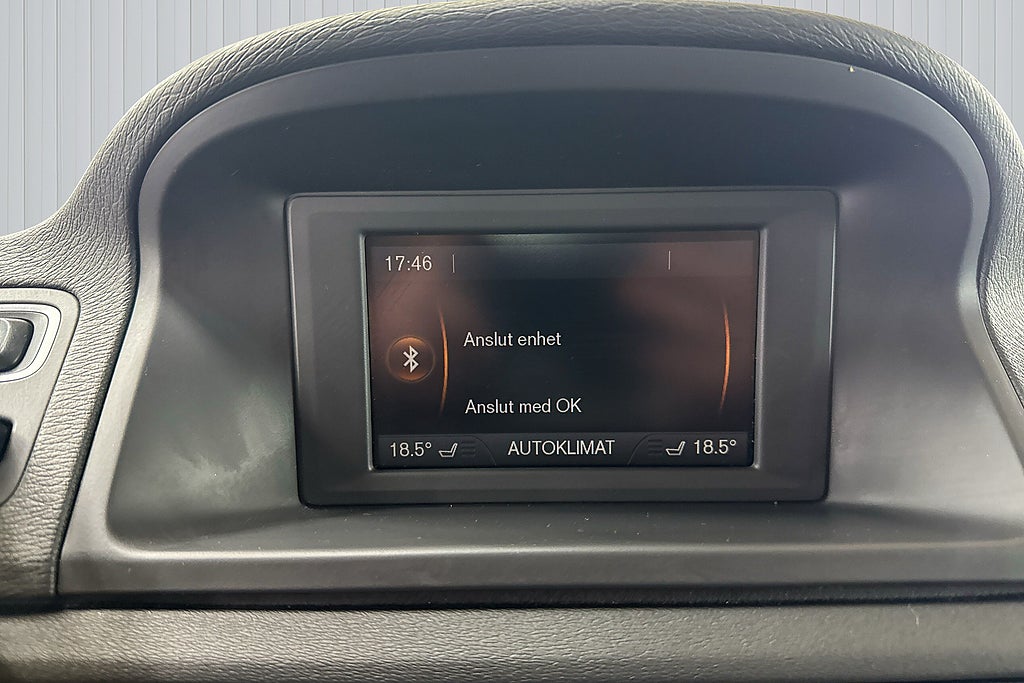 17:46
Anslut enhet
Anslut med OK
18.5° AUTOKLIMAT 18.5°